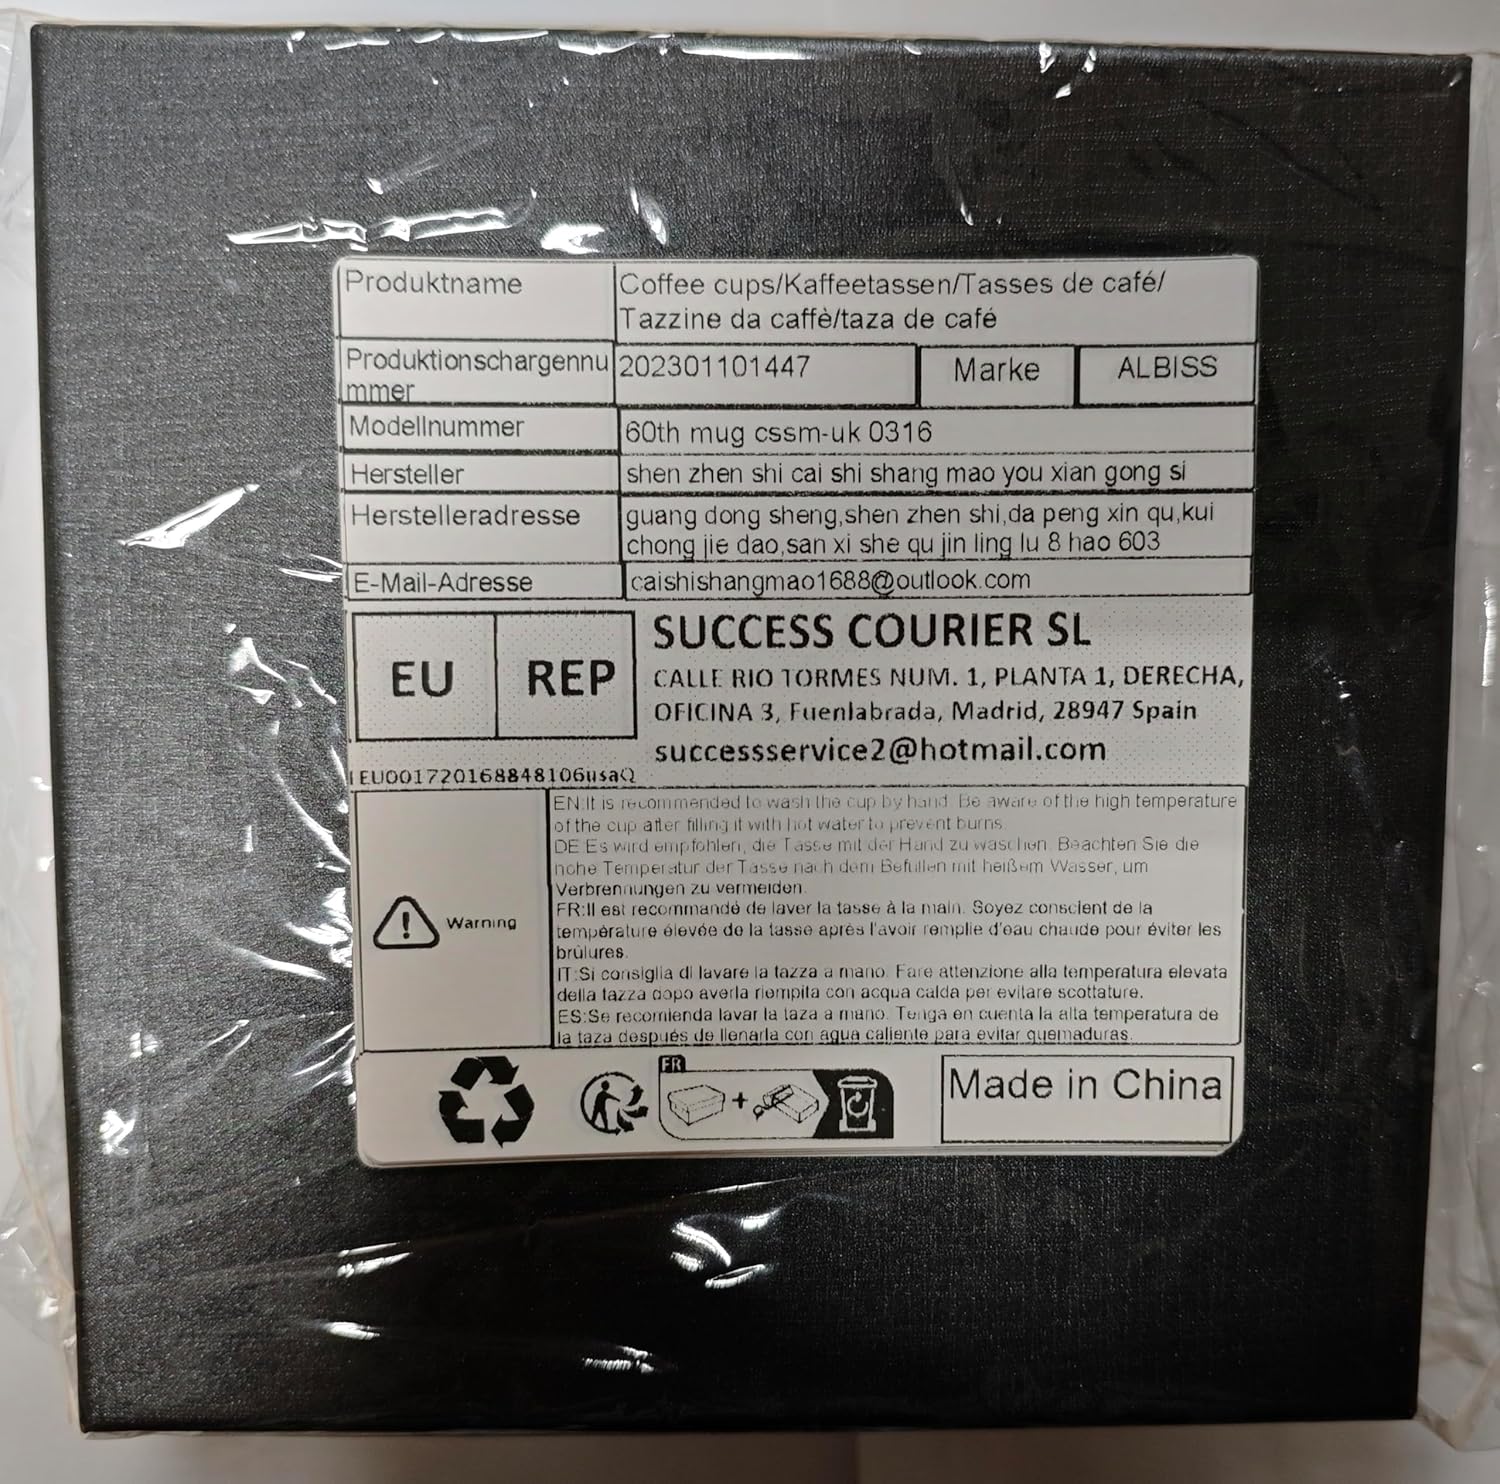 Produktname
Coffee cups/Kaffeetassen/Tasses de café/
Tazzine da caffè/taza de café
Produktionschargennu
mmer
202301101447
Marke
ALBISS
Modellnummer
60th mug cssm-uk 0316
Hersteller
shen zhen shi cai shi shang mao you xian gong si
Herstelleradresse
guang dong sheng,shen zhen shi,da peng xin qu,kui
chong jie dao,san xi she qu jin ling lu 8 hao 603
E-Mail-Adresse
caishishangmao1688@outlook.com
EU
REP
SUCCESS COURIER SL
CALLE RIO TORMES NUM. 1, PLANTA 1, DERECHA,
OFICINA 3, Fuenlabrada, Madrid, 28947 Spain
successservice2@hotmail.com
EU001720168848106usaQ
Warning
EN:It is recommended to wash the cup by hand. Be aware of the high temperature
of the cup after filling it with hot water to prevent burns.
DE:Es wird empfohlen, die Tasse mit der Hand zu waschen. Beachten Sie die
hohe Temperatur der Tasse nach dem Befüllen mit heißem Wasser, um
Verbrennungen zu vermeiden.
FR:Il est recommandé de laver la tasse à la main. Soyez conscient de la
température élevée de la tasse après l'avoir remplie d'eau chaude pour éviter les
brûlures.
IT:Si consiglia di lavare la tazza a mano. Fare attenzione alla temperatura elevata
della tazza dopo averla riempita con acqua calda per evitare scottature.
ES:Se recomienda lavar la taza a mano. Tenga en cuenta la alta temperatura de
la taza después de llenarla con agua caliente para evitar quemaduras.
FR
+
Made in China